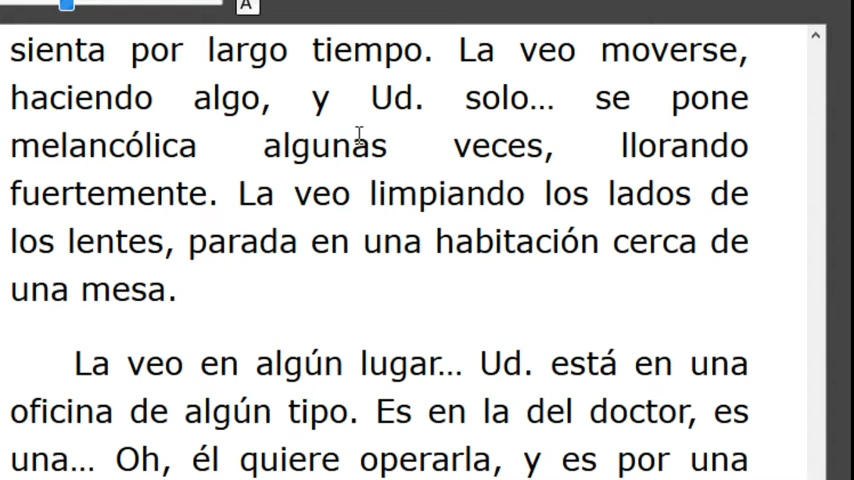 A
sienta por largo tiempo. La veo moverse,
haciendo algo, y Ud. solo... se pone
melancólica algunas veces, llorando
fuertemente. La veo limpiando los lados de
los lentes, parada en una habitación cerca de
una mesa.
La veo en algún lugar... Ud. está en una
oficina de algún tipo. Es en la del doctor, es
una... Oh, él quiere operarla, y es por una